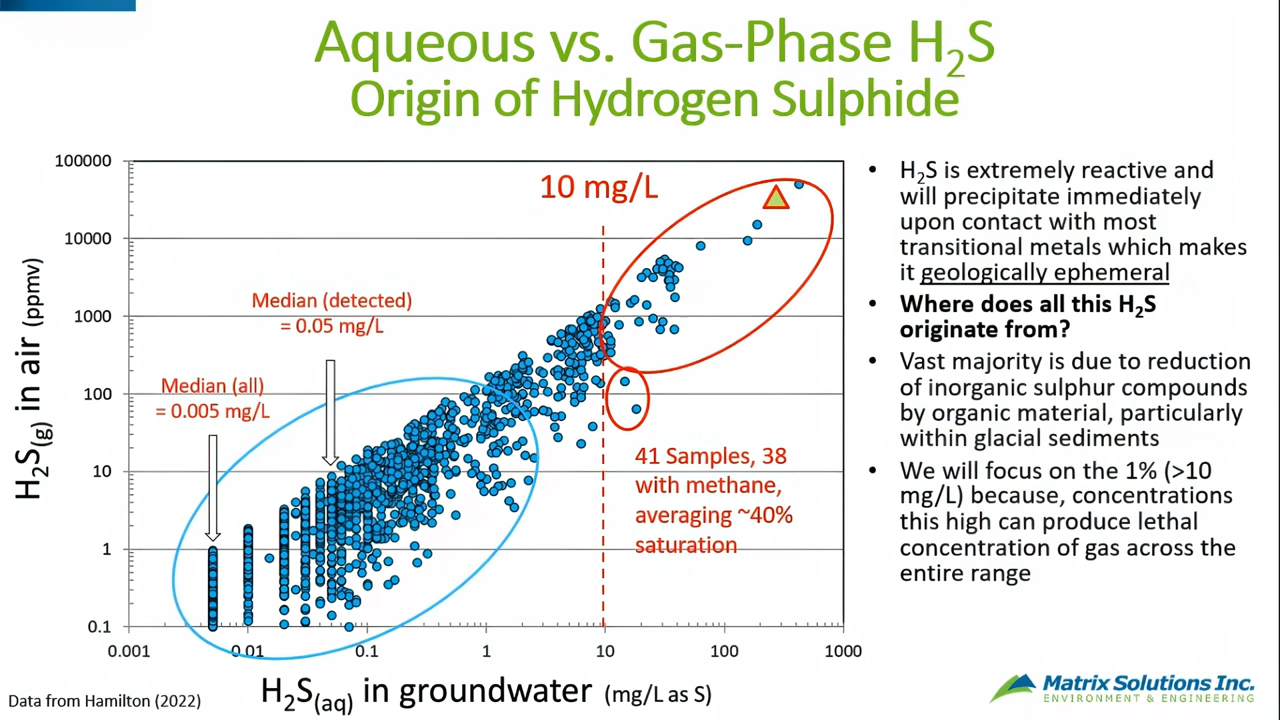 Aqueous vs. Gas-Phase H₂S
Origin of Hydrogen Sulphide
H₂S(g) in air (ppmv)
100000
10000
1000
100
10
1
0.1
0.001
0.01
0.1
1
10
100
1000
H₂S(aq) in groundwater (mg/L as S)
10 mg/L
Median (detected)
= 0.05 mg/L
Median (all)
= 0.005 mg/L
41 Samples, 38
with methane,
averaging ~40%
saturation
• H₂S is extremely reactive and
will precipitate immediately
upon contact with most
transitional metals which makes
it geologically ephemeral
• Where does all this H₂S
originate from?
• Vast majority is due to reduction
of inorganic sulphur compounds
by organic material, particularly
within glacial sediments
• We will focus on the 1% (>10
mg/L) because, concentrations
this high can produce lethal
concentration of gas across the
entire range
Data from Hamilton (2022)
Matrix Solutions Inc.
ENVIRONMENT & ENGINEERING